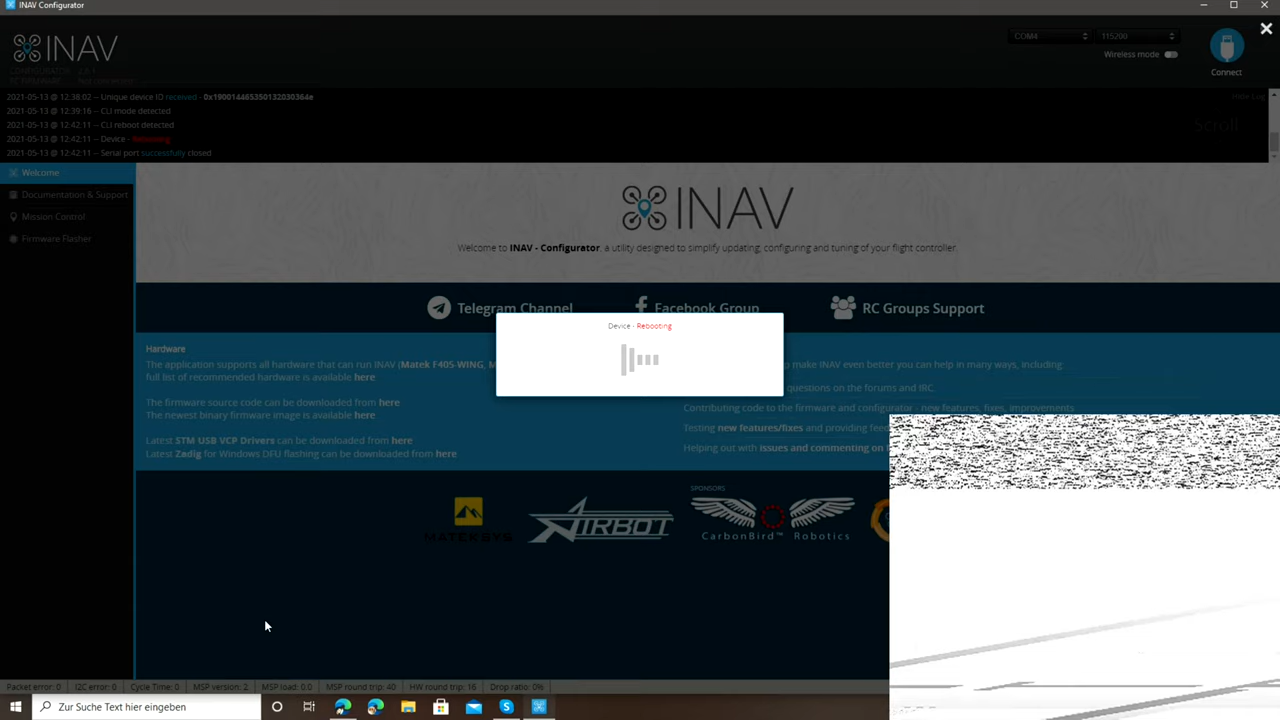 INAV Configurator
INAV
COM4
115200
Wireless mode
Connect
2021-05-13 @ 12:38:02 -- Unique device ID received - 0x1900144653501320303​64e
2021-05-13 @ 12:39:16 -- CLI mode detected
2021-05-13 @ 12:42:11 -- CLI reboot detected
2021-05-13 @ 12:42:11 -- Device - Rebooting
2021-05-13 @ 12:42:11 -- Serial port successfully closed
Scroll
Welcome
Documentation & Support
Mission Control
Firmware Flasher
INAV
Welcome to INAV - Configurator, a utility designed to simplify updating, configuring and tuning of your flight controller.
Telegram Channel
Facebook Group
RC Groups Support
Device - Rebooting
Hardware
The application supports all hardware that can run INAV (Matek F405-WING, M
full list of recommended hardware is available here
The firmware source code can be downloaded from here
The newest binary firmware image is available here
Latest STM USB VCP Drivers can be downloaded from here
Latest Zadig for Windows DFU flashing can be downloaded from here
p make INAV even better you can help in many ways, including:
questions on the forums and IRC.
Contributing code to the firmware and configurator - new features, fixes, improvements
Testing new features/fixes and providing feed
Helping out with issues and commenting on
SPONSORS
MATEKSYS
AIRBOT
CarbonBird™ Robotics
Packet error: 0
I2C error: 0
Cycle Time: 0
MSP version: 2
MSP load: 0.0
MSP round trip: 40
HW round trip: 16
Drop ratio: 0%
Zur Suche Text hier eingeben